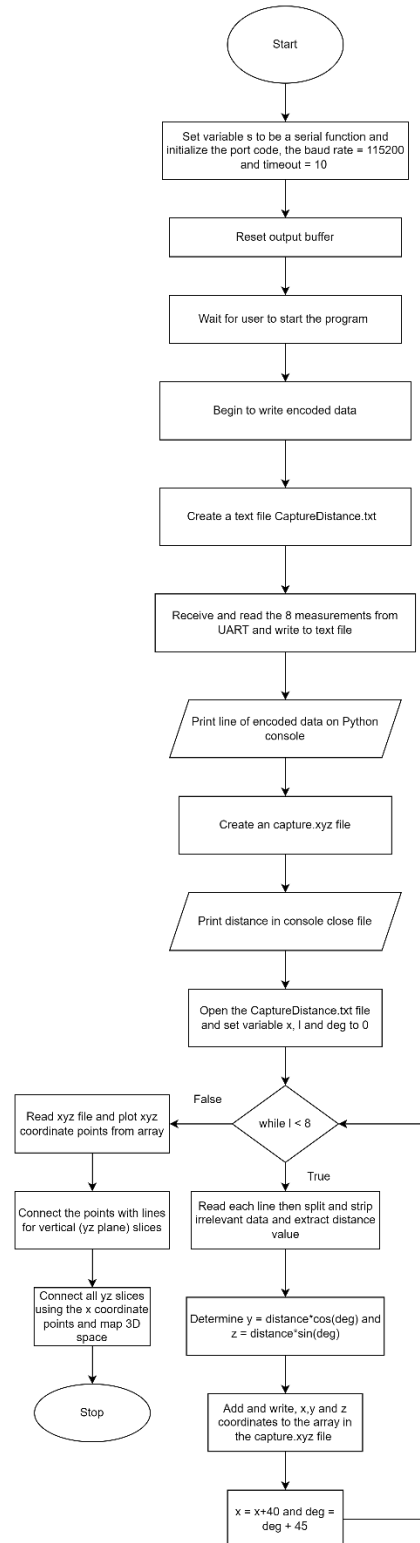 Start
Set variable s to be a serial function and
initialize the port code, the baud rate = 115200
and timeout = 10
Reset output buffer
Wait for user to start the program
Begin to write encoded data
Create a text file CaptureDistance.txt
Receive and read the 8 measurements from
UART and write to text file
Print line of encoded data on Python
console
Create an capture.xyz file
Print distance in console close file
Open the CaptureDistance.txt file
and set variable x, l and deg to 0
while l < 8
False
Read xyz file and plot xyz
coordinate points from array
Connect the points with lines
for vertical (yz plane) slices
Connect all yz slices
using the x coordinate
points and map 3D
space
Stop
True
Read each line then split and strip
irrelevant data and extract distance
value
Determine y = distance*cos(deg) and
z = distance*sin(deg)
Add and write, x,y and z
coordinates to the array in
the capture.xyz file
x = x+40 and deg =
deg + 45